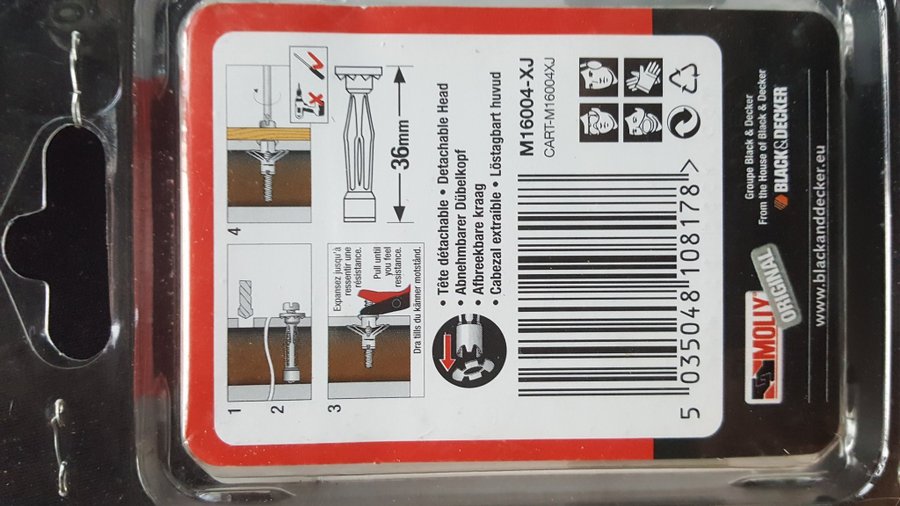 1
2
3
Expansez jusqu'à
ressentir une
résistance.
Pull until
you feel
resistance.
Dra tills du känner motstånd.
4
36mm
• Tête détachable • Detachable Head
• Abnehmbarer Dübelkopf
• Afbreekbare kraag
• Cabezal extraible • Löstagbart huvud
M16004-XJ
CART-M16004XJ
5 035048 108178 >
MOLLY
ORIGINAL
Groupe Black & Decker
From the House of Black & Decker
BLACK&DECKER
www.blackanddecker.eu